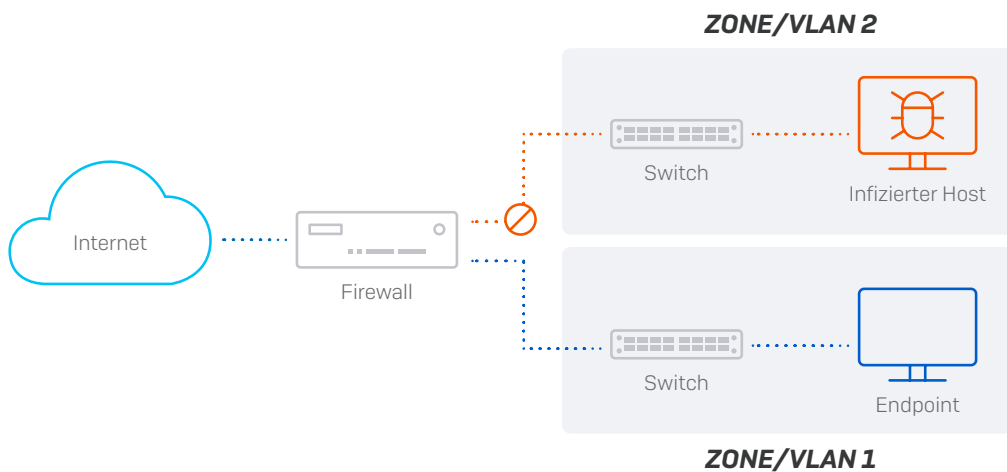 ZONE/VLAN 2
Switch
Infizierter Host
Internet
Firewall
Switch
Endpoint
ZONE/VLAN 1